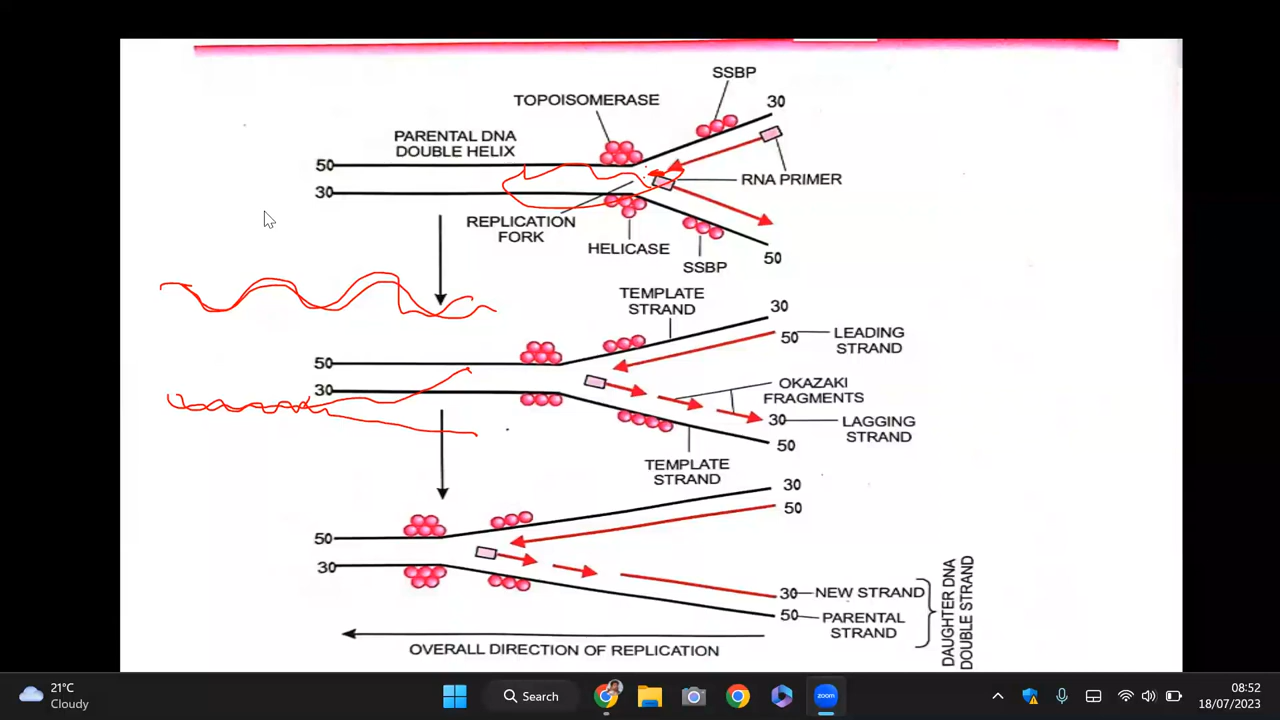 SSBP
TOPOISOMERASE
30
PARENTAL DNA
DOUBLE HELIX
50
30
RNA PRIMER
REPLICATION
FORK
HELICASE
SSBP
50
TEMPLATE
STRAND
30
50
LEADING
STRAND
50
30
OKAZAKI
FRAGMENTS
30
LAGGING
STRAND
50
TEMPLATE
STRAND
30
50
50
30
30
NEW STRAND
50
PARENTAL
STRAND
DAUGHTER DNA
DOUBLE STRAND
OVERALL DIRECTION OF REPLICATION
21°C
Cloudy
Search
zoom
08:52
18/07/2023